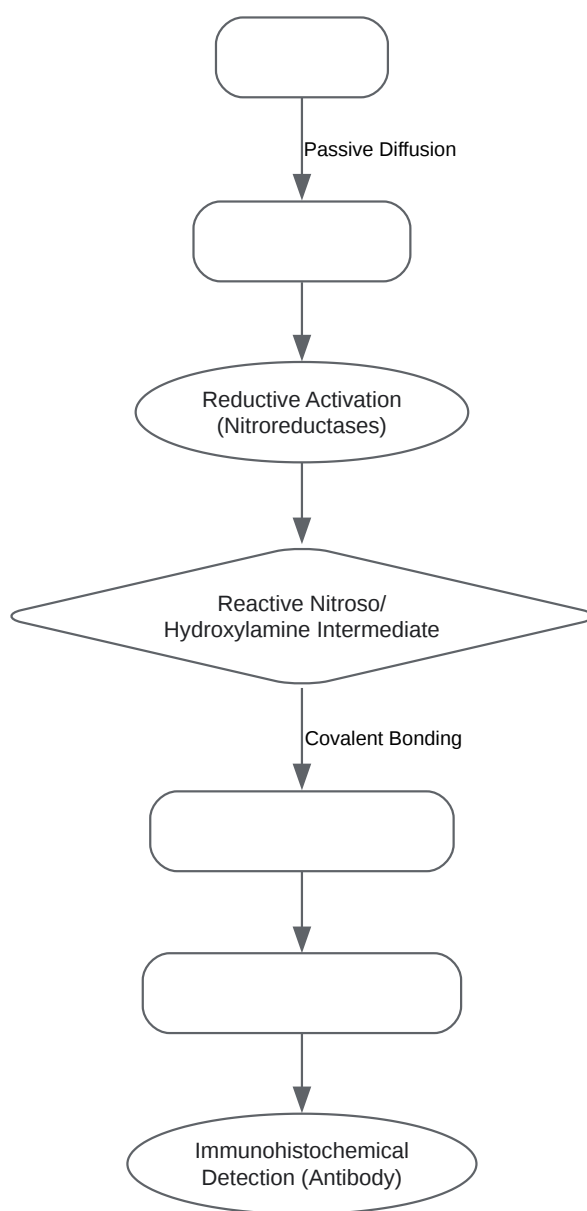 Passive Diffusion
Reductive Activation
(Nitroreductases)
Reactive Nitroso/
Hydroxylamine Intermediate
Covalent Bonding
Immunohistochemical
Detection (Antibody)